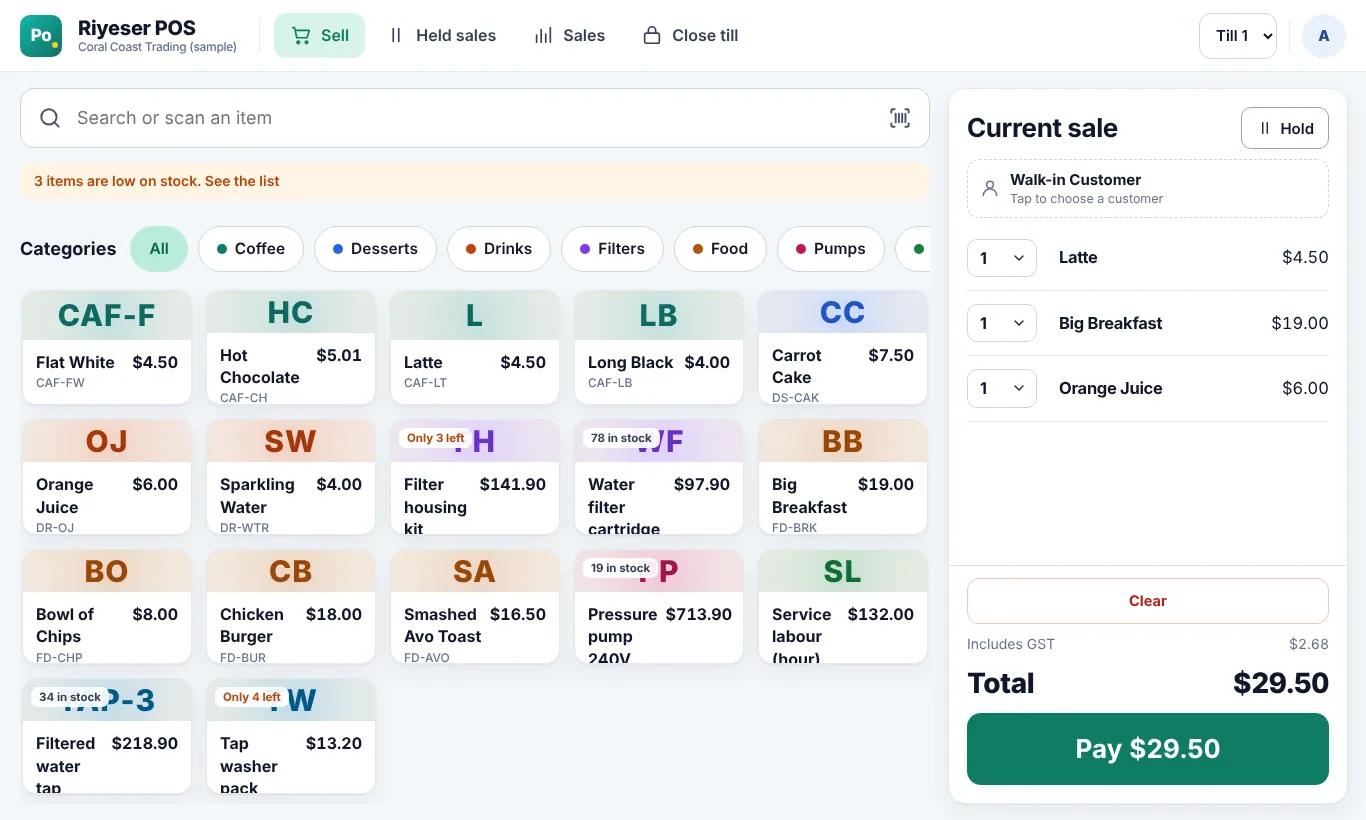 Po
Riyeser POS
Coral Coast Trading (sample)
Sell
Held sales
Sales
Close till
Till 1
A
Search or scan an item
3 items are low on stock. See the list
Categories
All
Coffee
Desserts
Drinks
Filters
Food
Pumps
CAF-F
Flat White $4.50
CAF-FW
HC
Hot Chocolate $5.01
CAF-CH
L
Latte $4.50
CAF-LT
LB
Long Black $4.00
CAF-LB
CC
Carrot Cake $7.50
DS-CAK
OJ
Orange Juice $6.00
DR-OJ
SW
Sparkling Water $4.00
DR-WTR
Only 3 left
H
Filter housing kit $141.90
78 in stock
WF
Water filter cartridge $97.90
BB
Big Breakfast $19.00
FD-BRK
BO
Bowl of Chips $8.00
FD-CHP
CB
Chicken Burger $18.00
FD-BUR
SA
Smashed Avo Toast $16.50
FD-AVO
19 in stock
PP
Pressure pump 240V $713.90
SL
Service labour (hour) $132.00
34 in stock
TAP-3
Filtered water tap $218.90
Only 4 left
TW
Tap washer pack $13.20
Current sale
Hold
Walk-in Customer
Tap to choose a customer
1 Latte $4.50
1 Big Breakfast $19.00
1 Orange Juice $6.00
Clear
Includes GST $2.68
Total $29.50
Pay $29.50